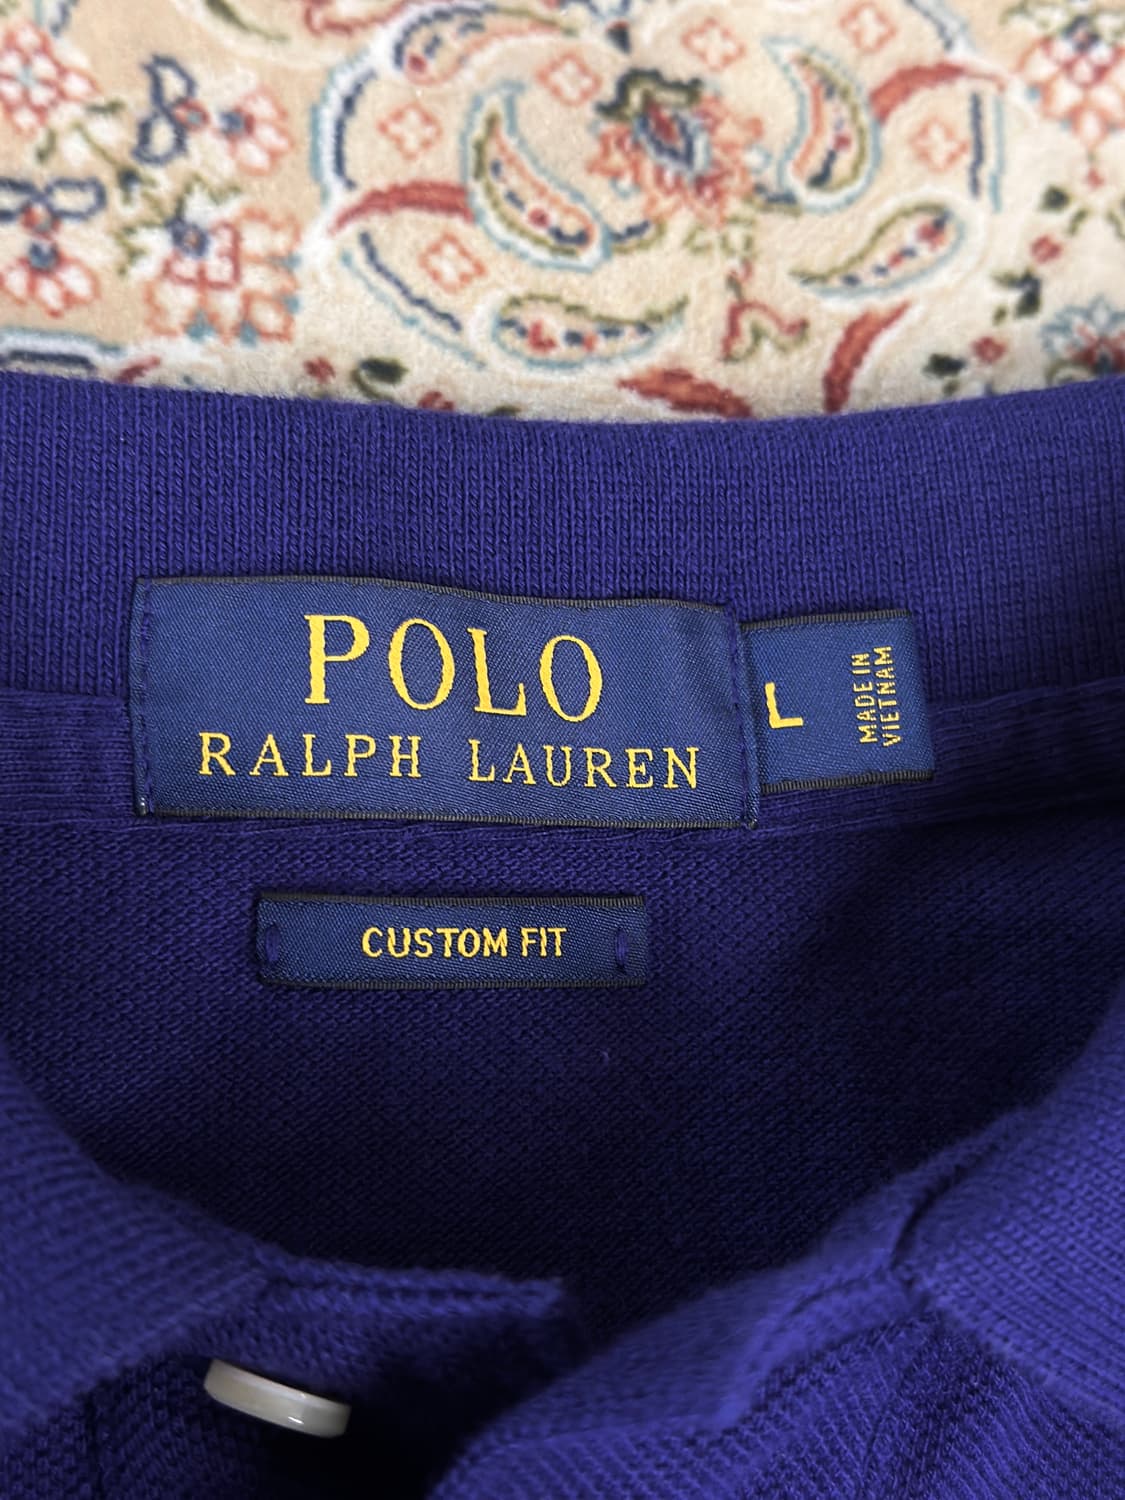 POLO
RALPH LAUREN
L
MADE IN
VIETNAM
CUSTOM FIT